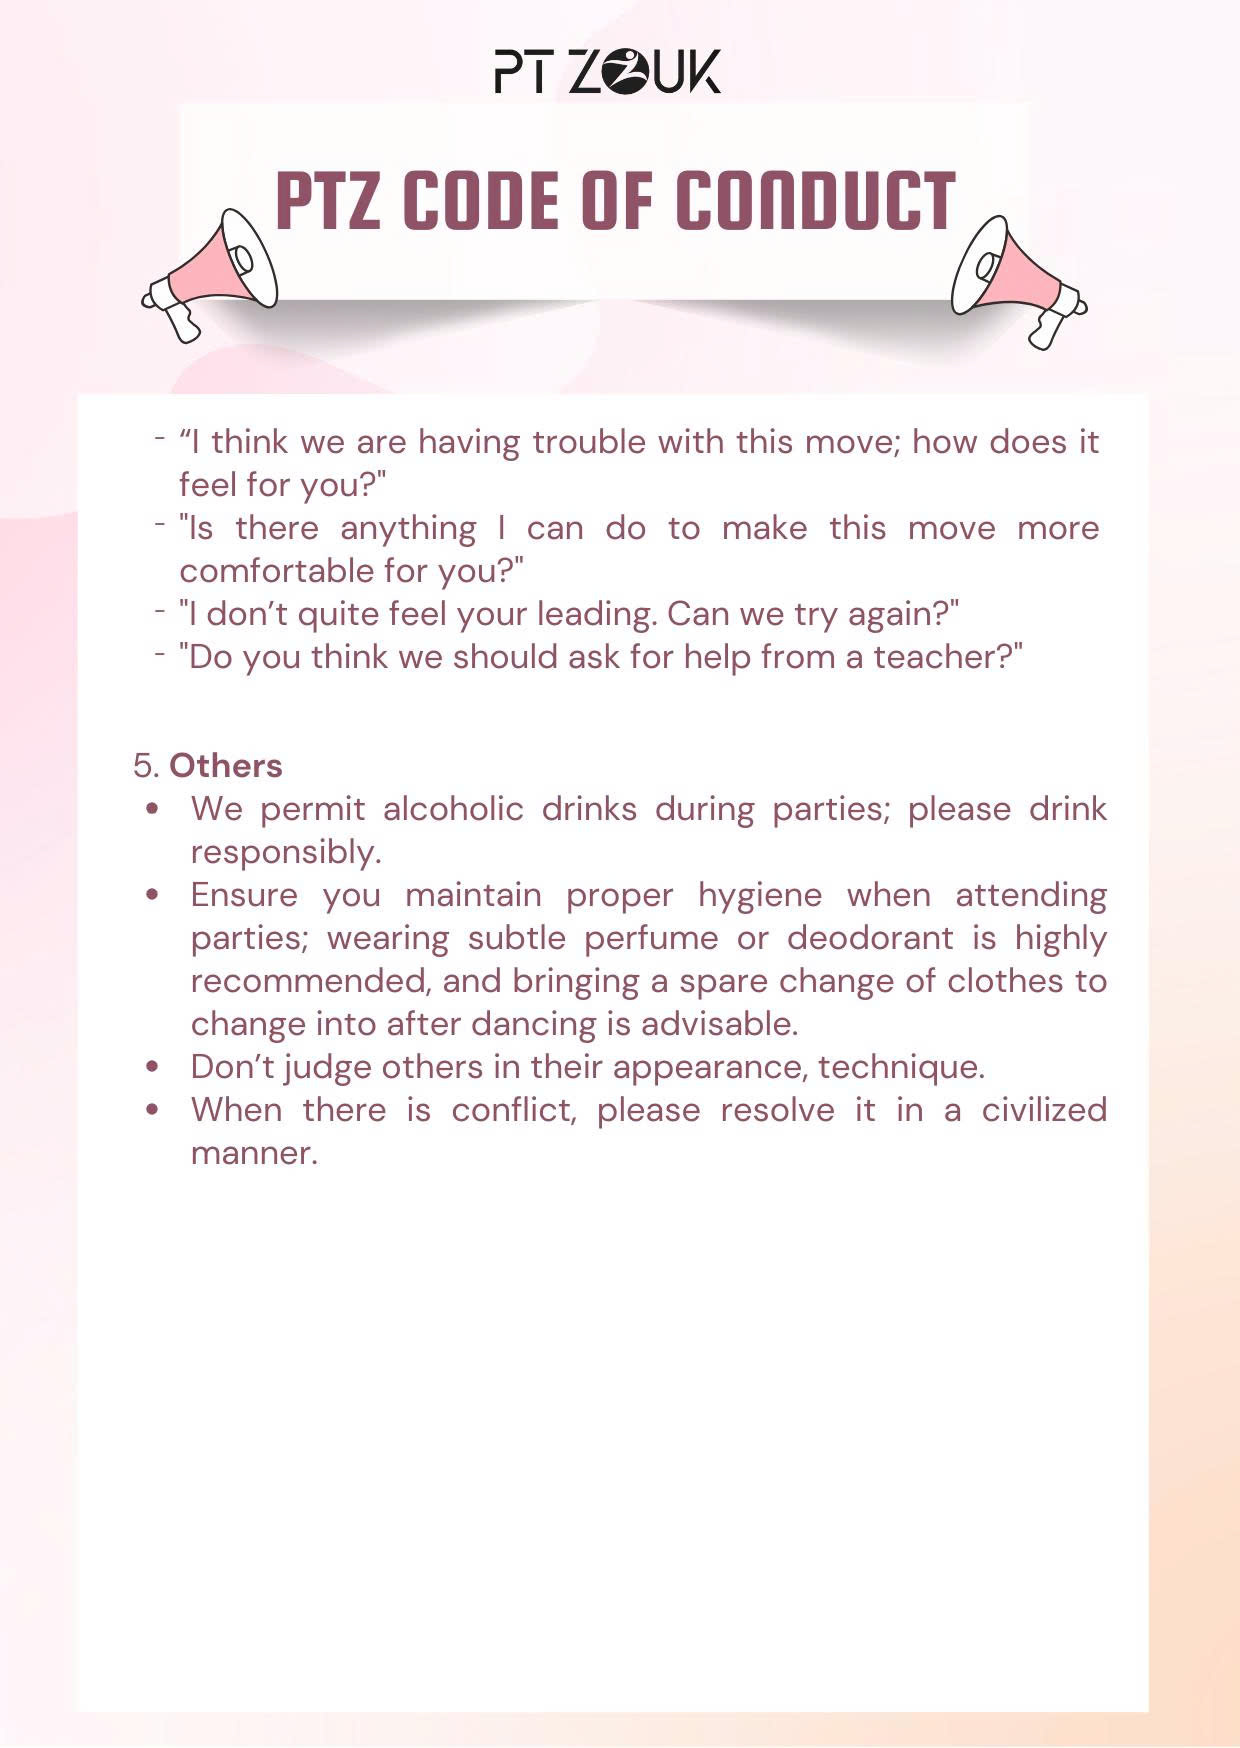 PT ZOUK
PTZ CODE OF CONDUCT
- “I think we are having trouble with this move; how does it
feel for you?"
- "Is there anything I can do to make this move more
comfortable for you?"
- "I don’t quite feel your leading. Can we try again?"
- "Do you think we should ask for help from a teacher?"
5. Others
• We permit alcoholic drinks during parties; please drink
responsibly.
• Ensure you maintain proper hygiene when attending
parties; wearing subtle perfume or deodorant is highly
recommended, and bringing a spare change of clothes to
change into after dancing is advisable.
• Don’t judge others in their appearance, technique.
• When there is conflict, please resolve it in a civilized
manner.